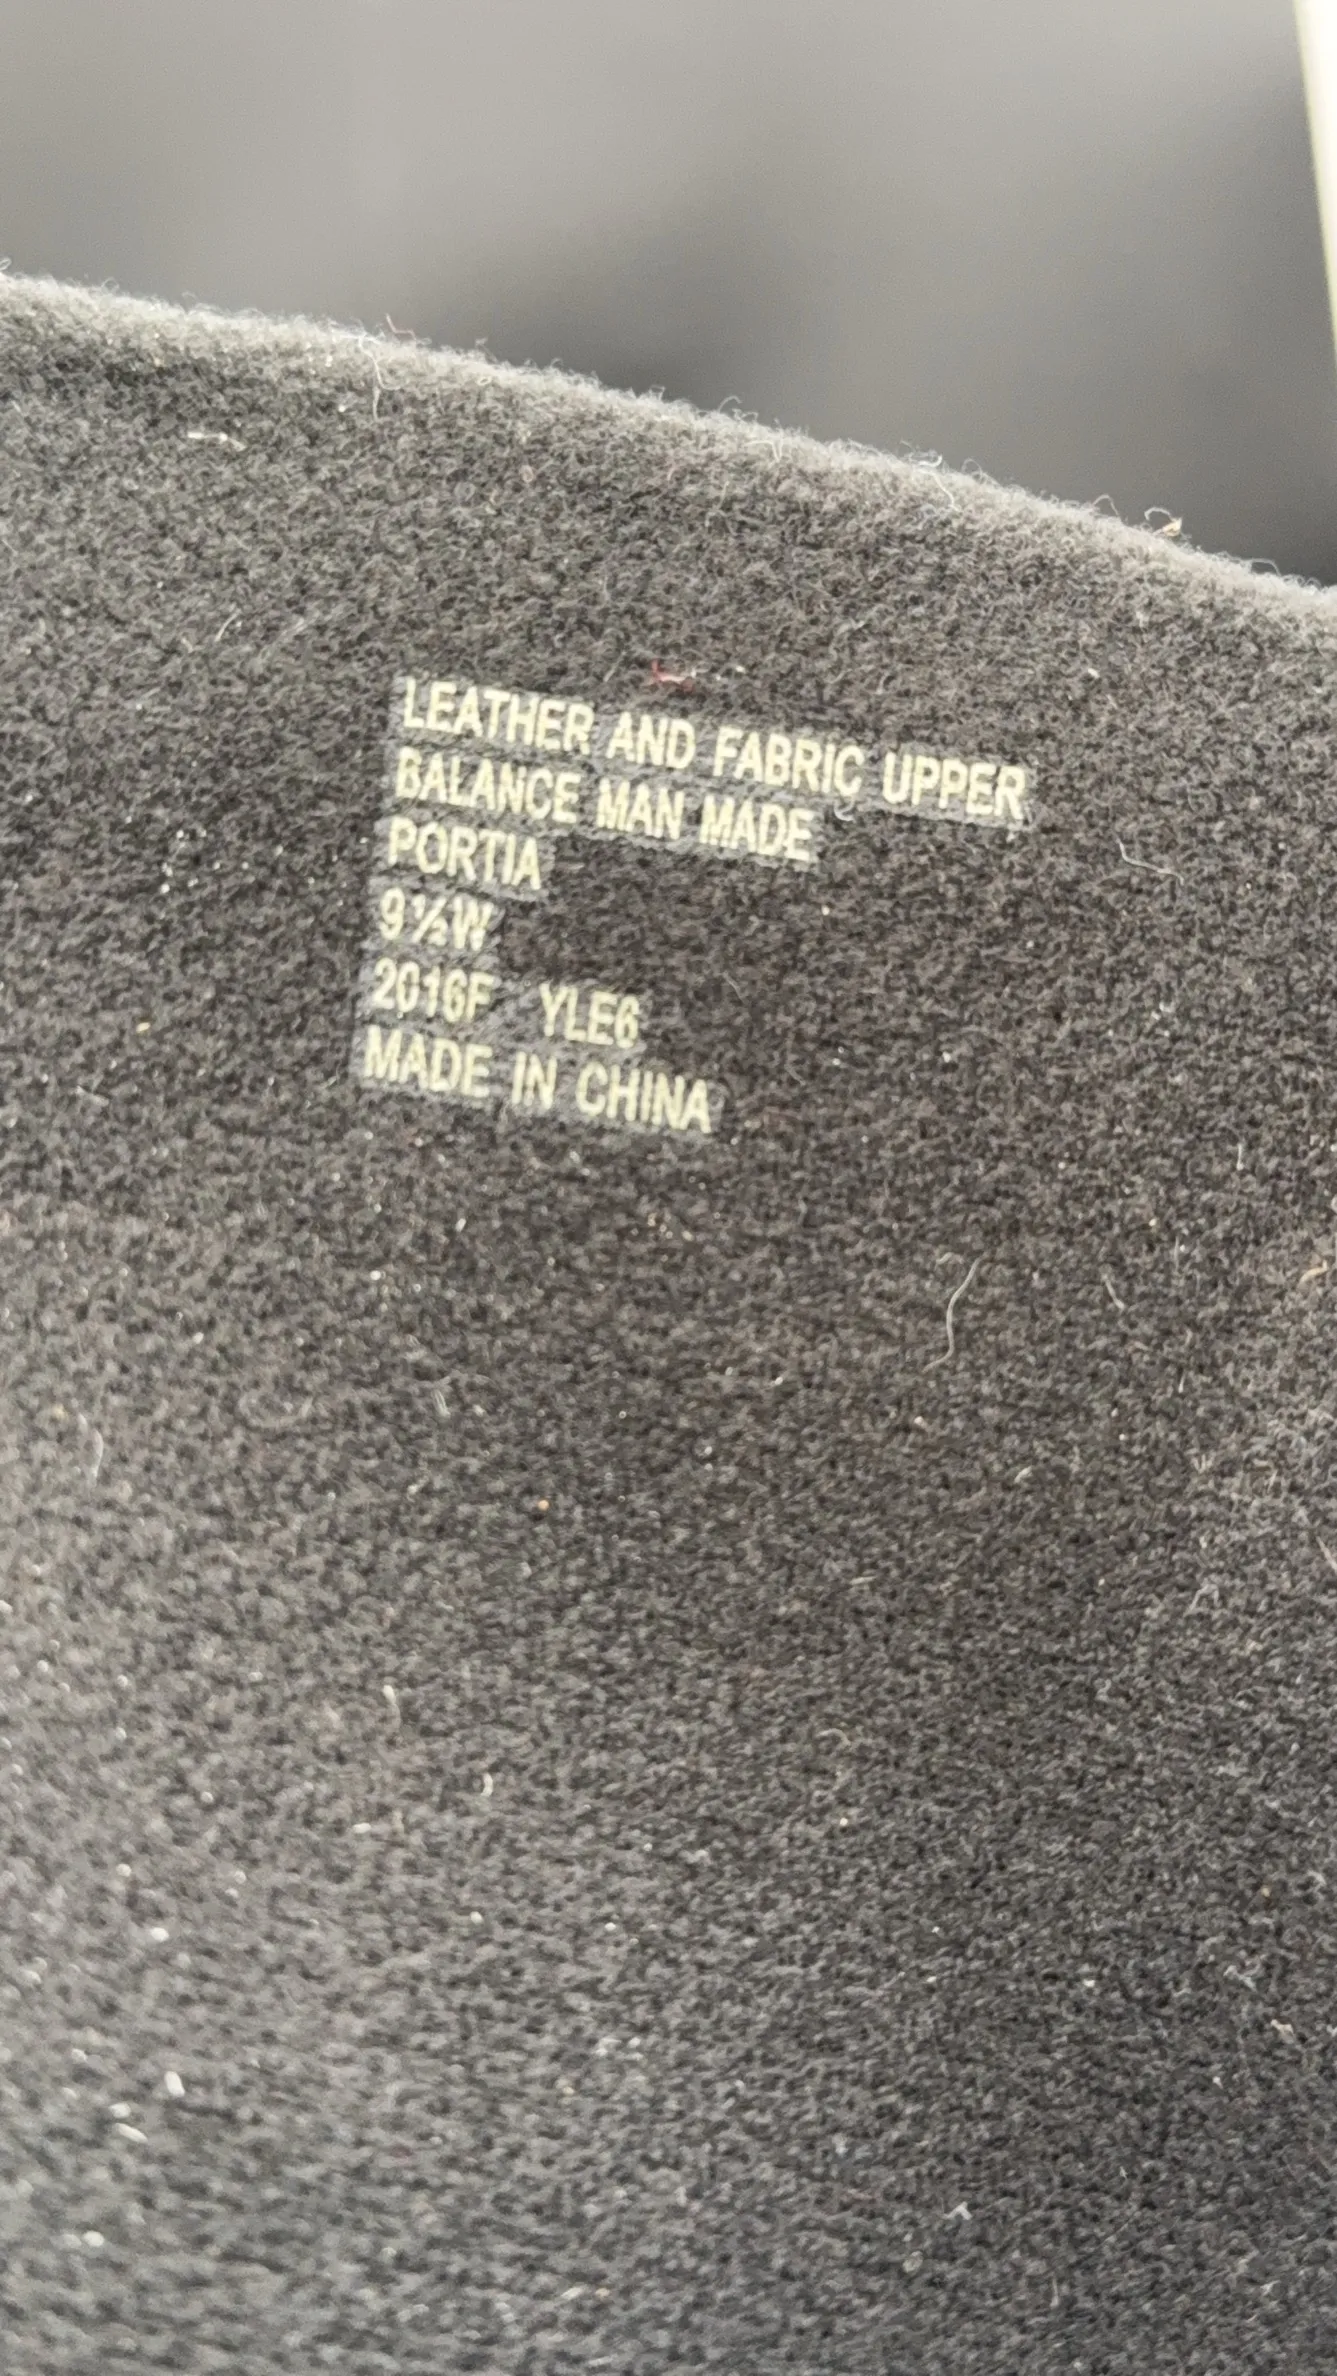 LEATHER AND FABRIC UPPER
BALANCE MAN MADE
PORTIA
9½W
2016F YLE6
MADE IN CHINA